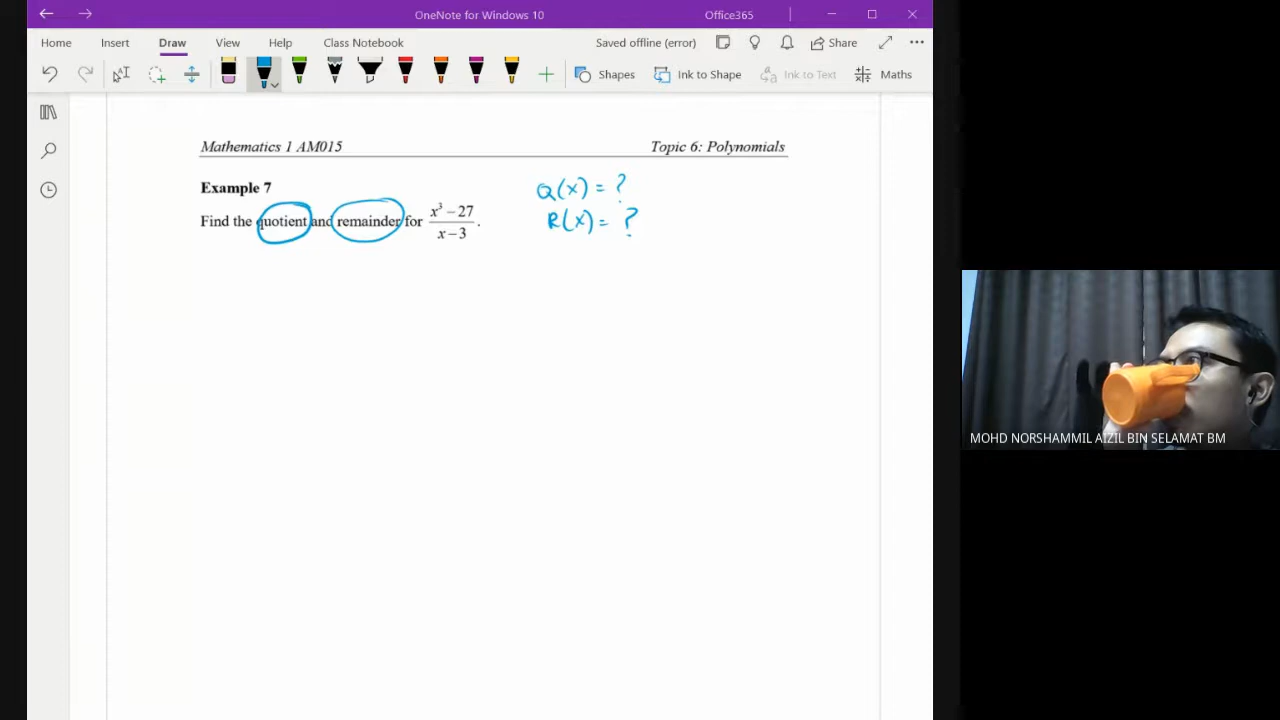 OneNote for Windows 10
Office365
Home
Insert
Draw
View
Help
Class Notebook
Saved offline (error)
Share
Shapes
Ink to Shape
Ink to Text
Maths
Mathematics 1 AM015
Topic 6: Polynomials
Example 7
Q(x) = ?
Find the quotient and remainder for x³ − 27 / x − 3 .
R(x) = ?
MOHD NORSHAMMIL AIZIL BIN SELAMAT BM